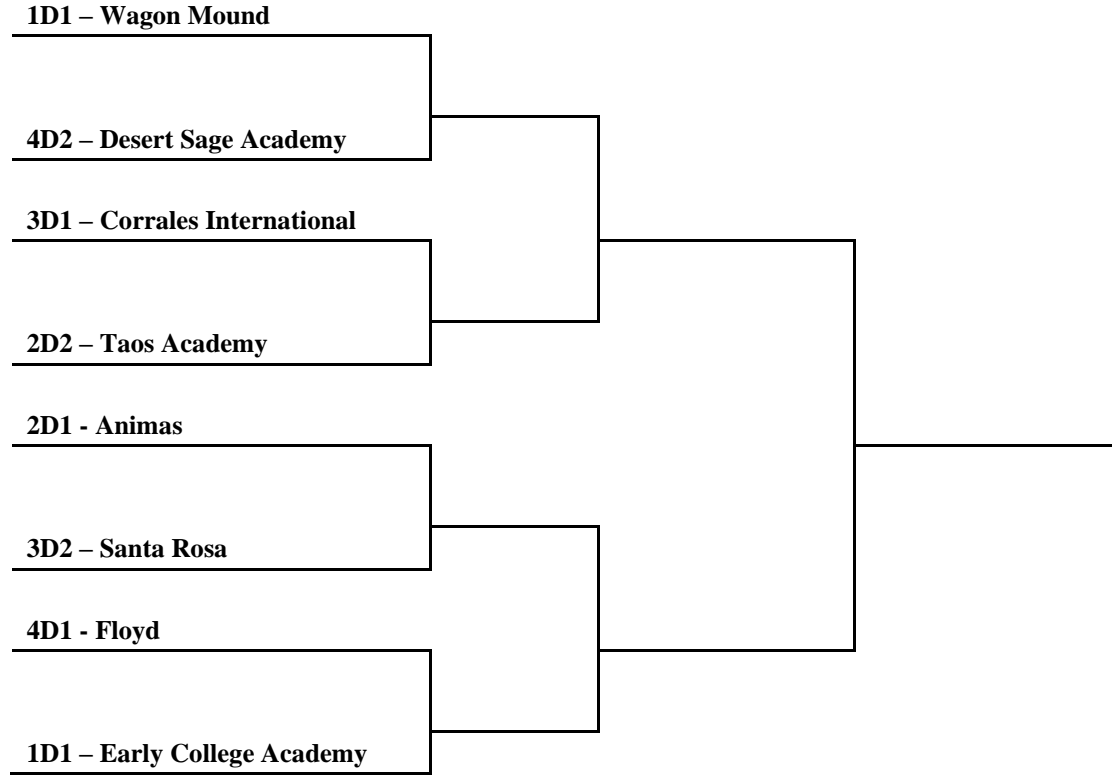 1D1 – Wagon Mound
4D2 – Desert Sage Academy
3D1 – Corrales International
2D2 – Taos Academy
2D1 - Animas
3D2 – Santa Rosa
4D1 - Floyd
1D1 – Early College Academy